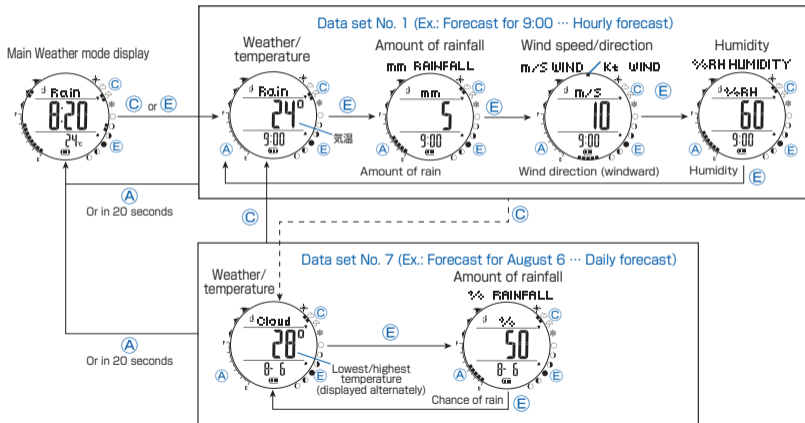 Data set No. 1 (Ex.: Forecast for 9:00 … Hourly forecast)
Main Weather mode display
Weather/
temperature
Amount of rainfall
mm RAINFALL
Wind speed/direction
m/S WIND Kt WIND
Humidity
%RH HUMIDITY
Rain
8:20
24℃
C
E
A
C or E
Rain
24°
9:00
気温
C
E
A
E
mm
5
9:00
C
E
A
Amount of rain
E
m/S
10
9:00
C
E
A
Wind direction (windward)
E
%RH
60
9:00
C
E
A
Humidity
E
A
Or in 20 seconds
C
C
Data set No. 7 (Ex.: Forecast for August 6 … Daily forecast)
Weather/
temperature
Amount of rainfall
% RAINFALL
Cloud
28°
8- 6
C
E
A
Lowest/highest
temperature
(displayed alternately)
E
%
50
8- 6
C
E
A
Chance of rain
E
A
Or in 20 seconds